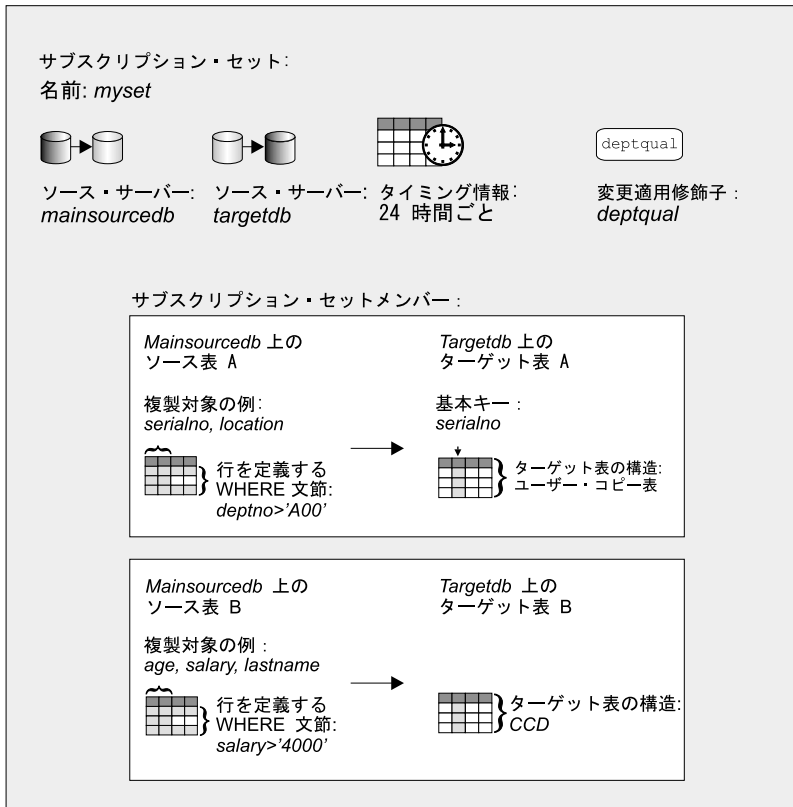 サブスクリプション・セット:
名前: myset
deptqual
ソース・サーバー:
mainsourcedb
ソース・サーバー:
targetdb
タイミング情報:
24 時間ごと
変更適用修飾子 :
deptqual
サブスクリプション・セットメンバー :
Mainsourcedb 上の
ソース表 A
複製対象の例:
serialno, location
行を定義する
WHERE 文節:
deptno>’A00’
Targetdb 上の
ターゲット表 A
基本キー :
serialno
ターゲット表の構造:
ユーザー・コピー表
Mainsourcedb 上の
ソース表 B
複製対象の例 :
age, salary, lastname
行を定義する
WHERE 文節:
salary>’4000’
Targetdb 上の
ターゲット表 B
ターゲット表の構造:
CCD